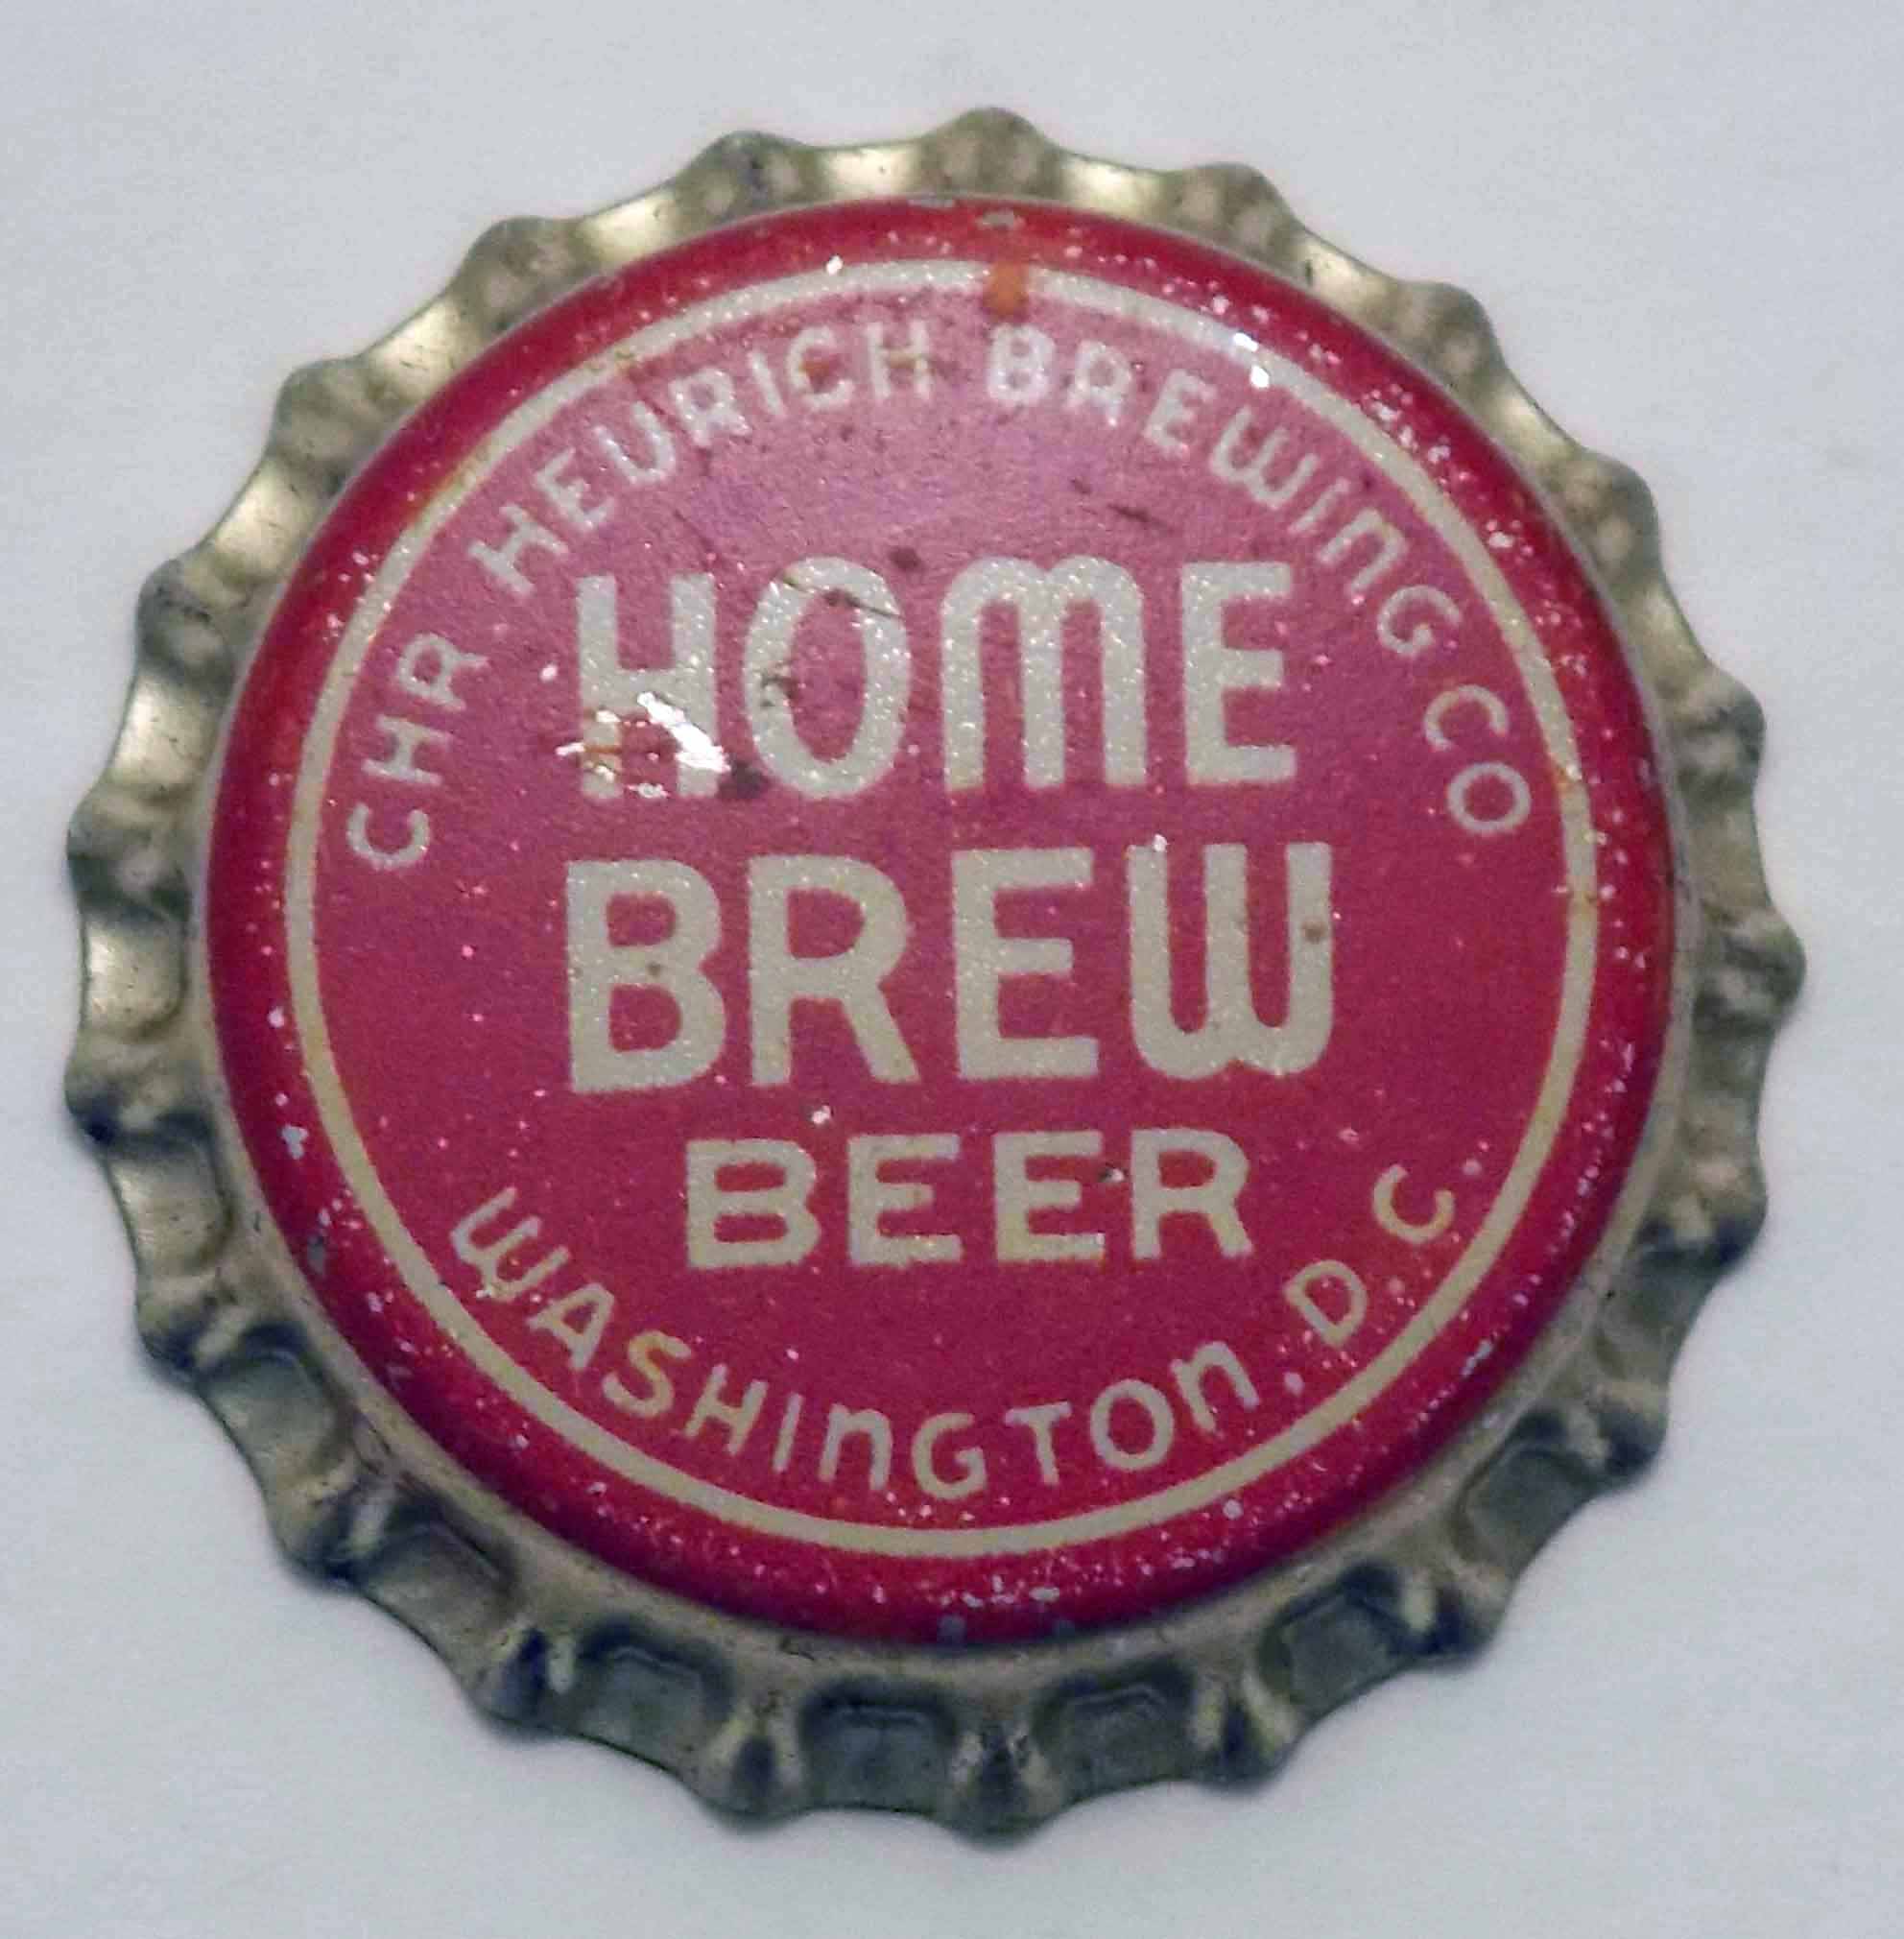 CHR HEURICH BREWING CO
HOME
BREW
BEER
WASHINGTON, D.C.